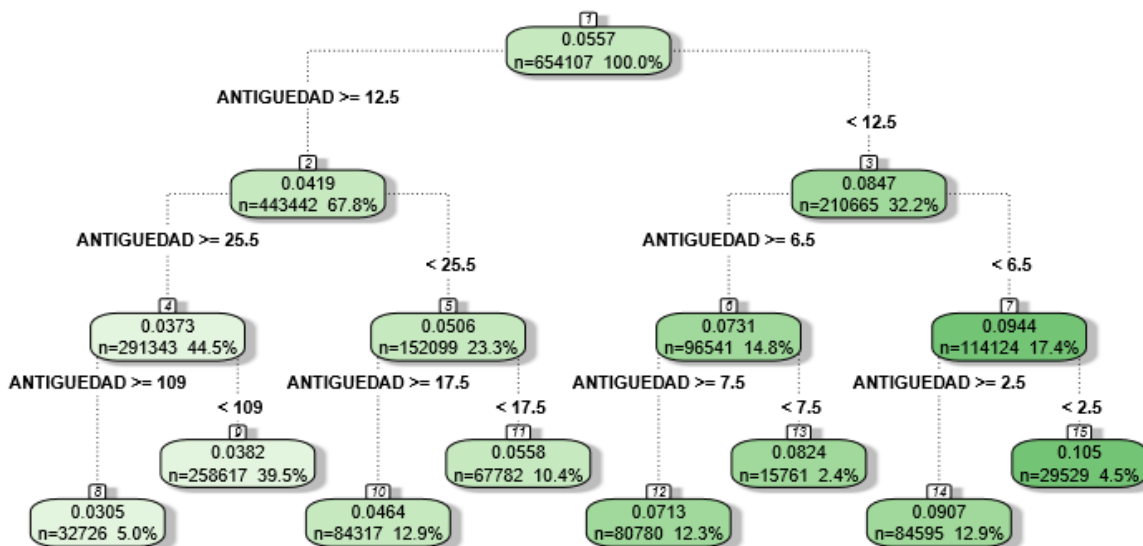 1
0.0557
n=654107 100.0%
ANTIGUEDAD >= 12.5
< 12.5
2
0.0419
n=443442 67.8%
3
0.0847
n=210665 32.2%
ANTIGUEDAD >= 25.5
< 25.5
ANTIGUEDAD >= 6.5
< 6.5
4
0.0373
n=291343 44.5%
5
0.0506
n=152099 23.3%
6
0.0731
n=96541 14.8%
7
0.0944
n=114124 17.4%
ANTIGUEDAD >= 109
< 109
ANTIGUEDAD >= 17.5
< 17.5
ANTIGUEDAD >= 7.5
< 7.5
ANTIGUEDAD >= 2.5
< 2.5
9
0.0382
n=258617 39.5%
11
0.0558
n=67782 10.4%
13
0.0824
n=15761 2.4%
15
0.105
n=29529 4.5%
8
0.0305
n=32726 5.0%
10
0.0464
n=84317 12.9%
12
0.0713
n=80780 12.3%
14
0.0907
n=84595 12.9%